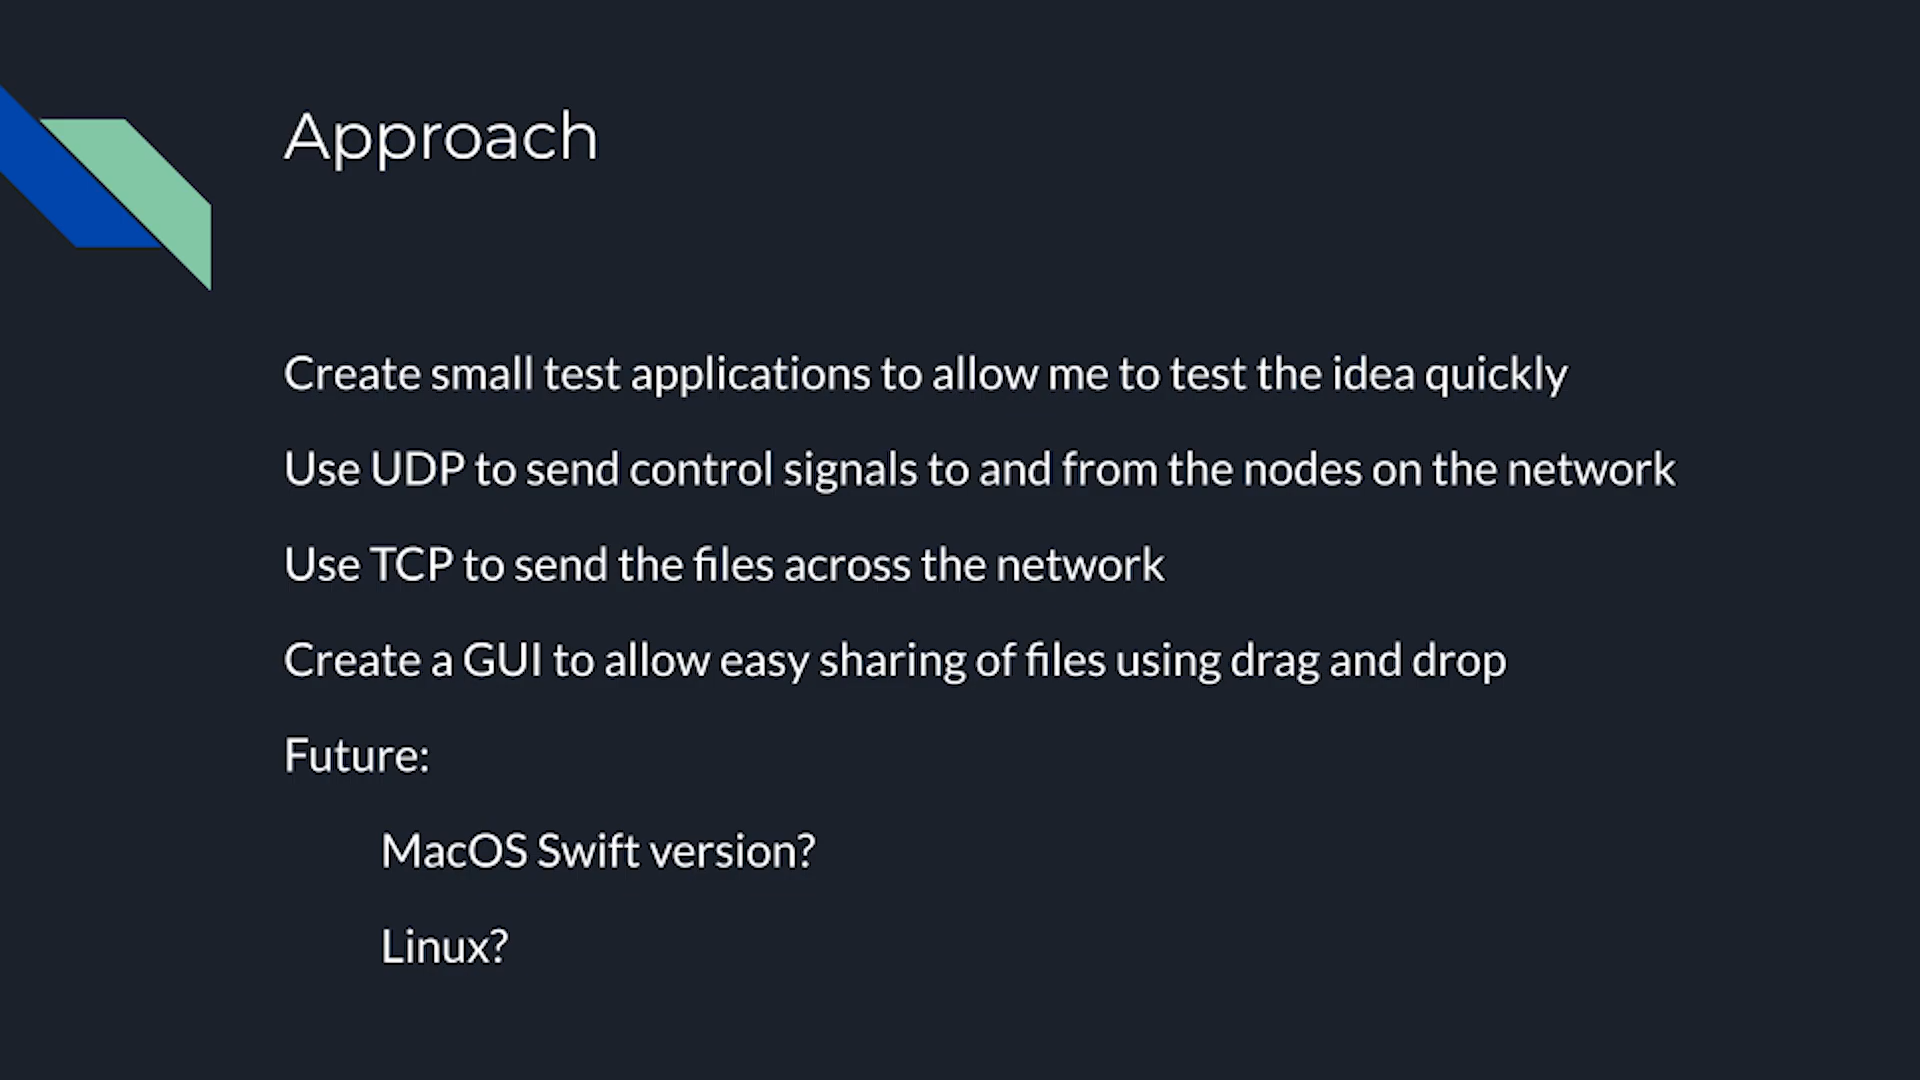 Approach
Create small test applications to allow me to test the idea quickly
Use UDP to send control signals to and from the nodes on the network
Use TCP to send the files across the network
Create a GUI to allow easy sharing of files using drag and drop
Future:
MacOS Swift version?
Linux?